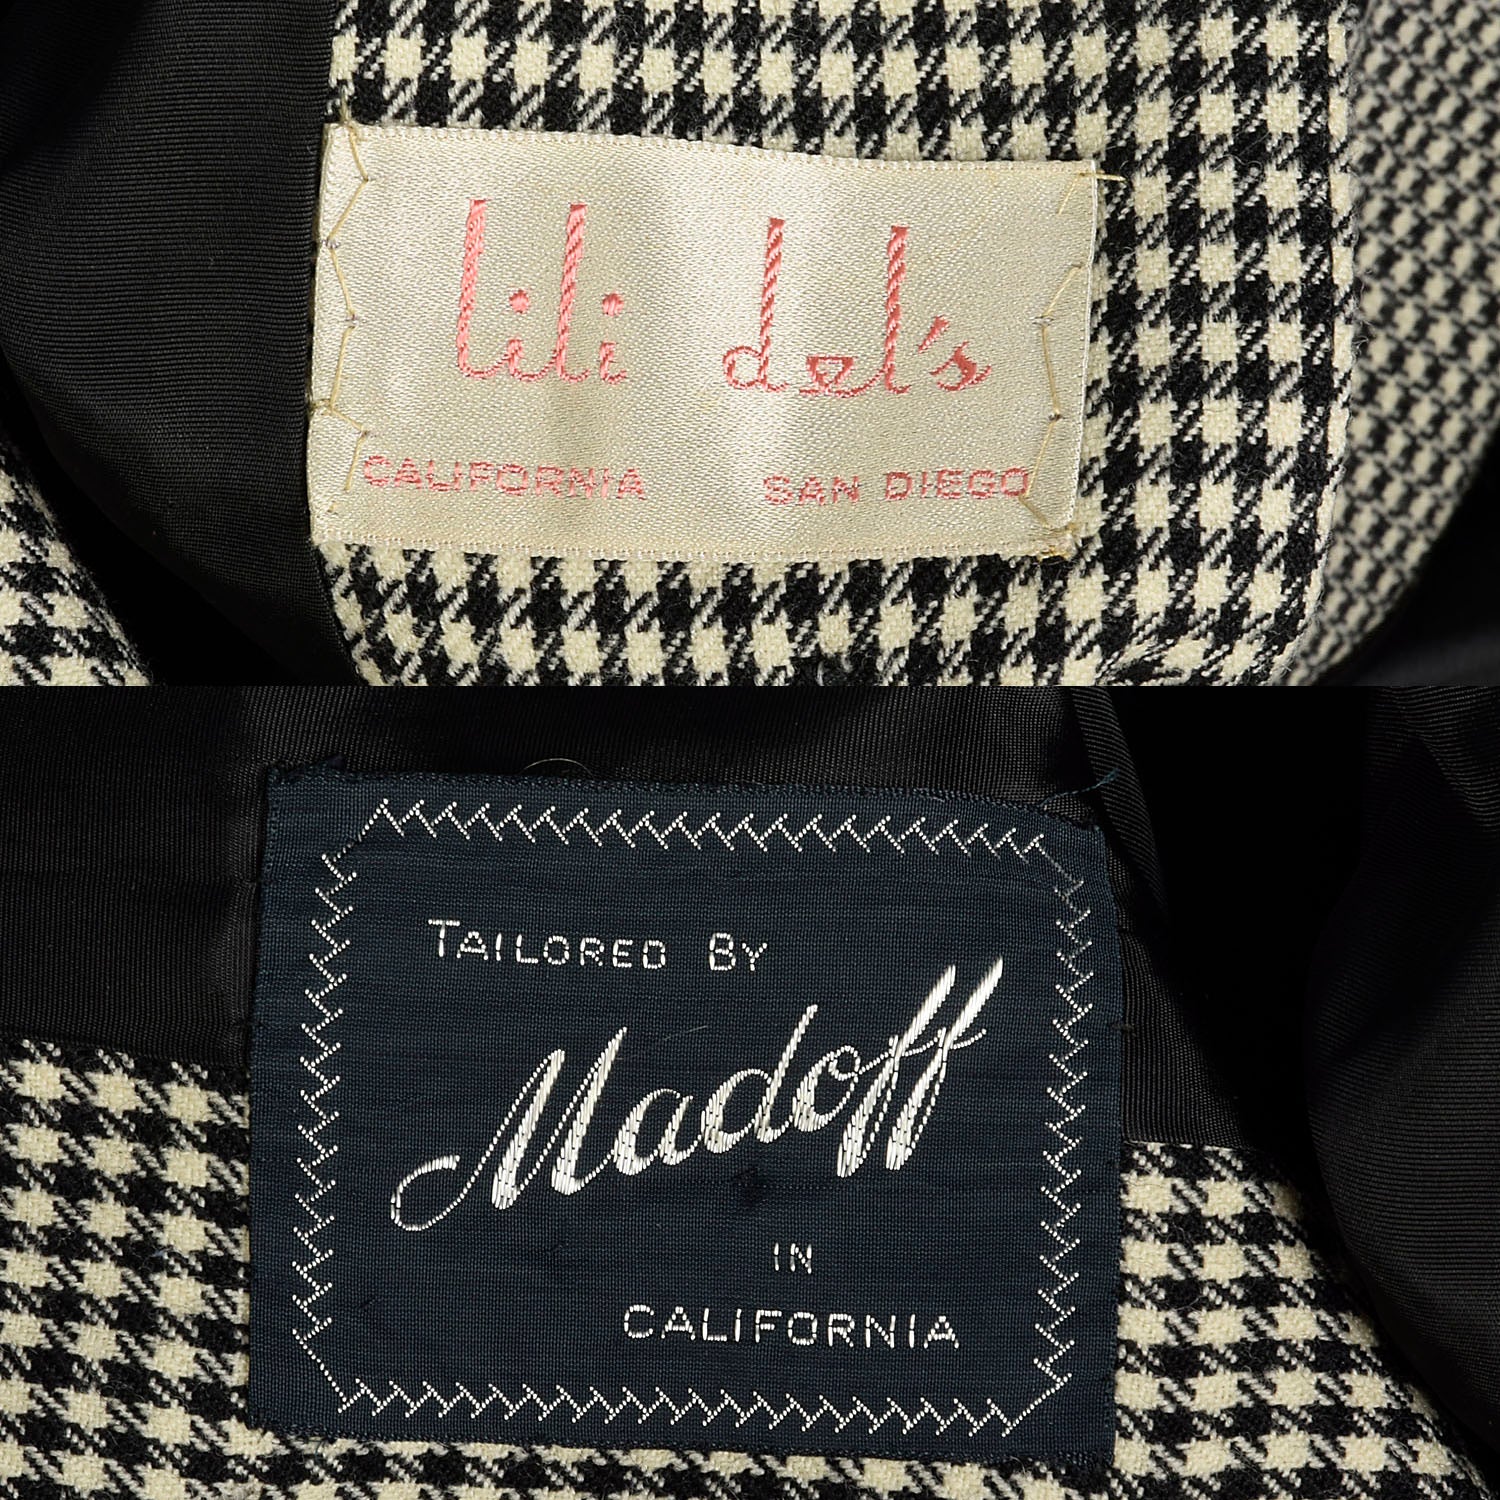 lili del's
CALIFORNIA SAN DIEGO
TAILORED BY
Madoff
IN
CALIFORNIA